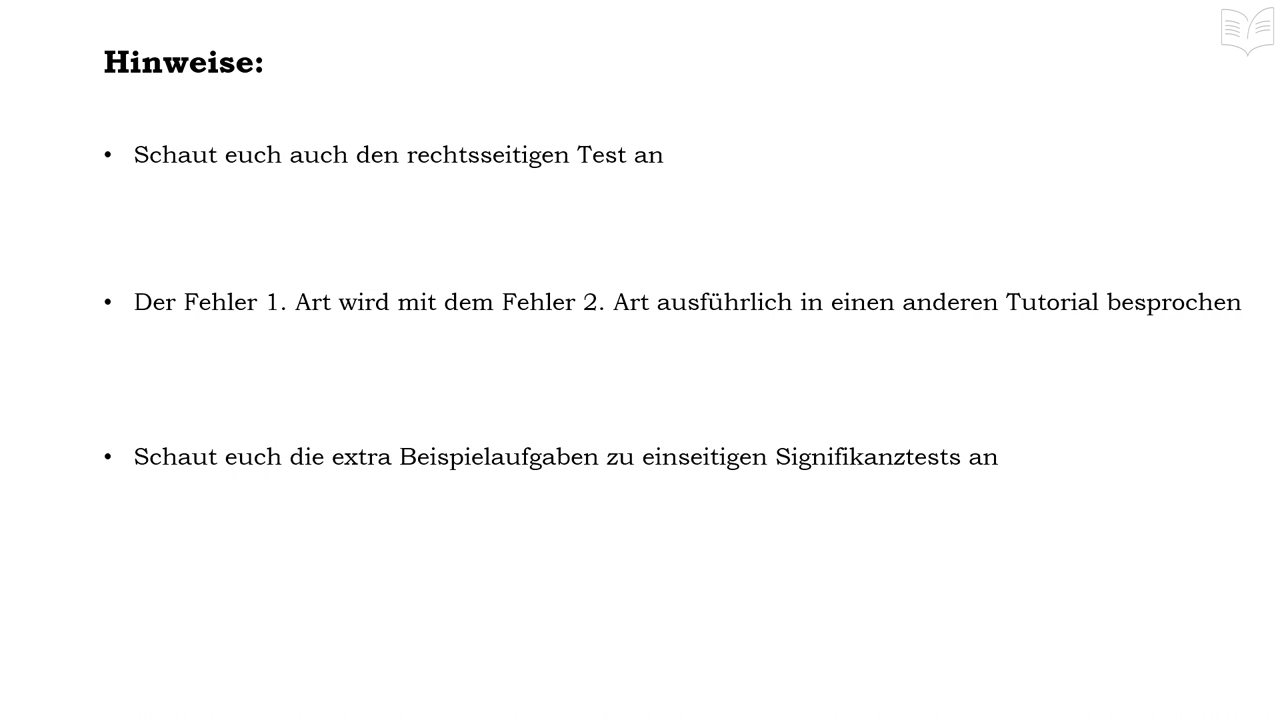 Hinweise:
• Schaut euch auch den rechtsseitigen Test an
• Der Fehler 1. Art wird mit dem Fehler 2. Art ausführlich in einen anderen Tutorial besprochen
• Schaut euch die extra Beispielaufgaben zu einseitigen Signifikanztests an